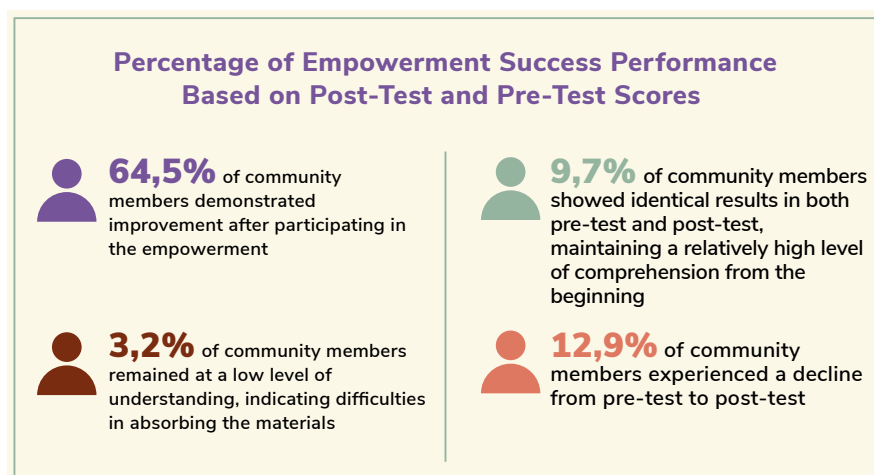 Percentage of Empowerment Success Performance
Based on Post-Test and Pre-Test Scores
64,5% of community
members demonstrated
improvement after participating in
the empowerment
3,2% of community members
remained at a low level of
understanding, indicating difficulties
in absorbing the materials
9,7% of community members
showed identical results in both
pre-test and post-test,
maintaining a relatively high level
of comprehension from the
beginning
12,9% of community
members experienced a decline
from pre-test to post-test